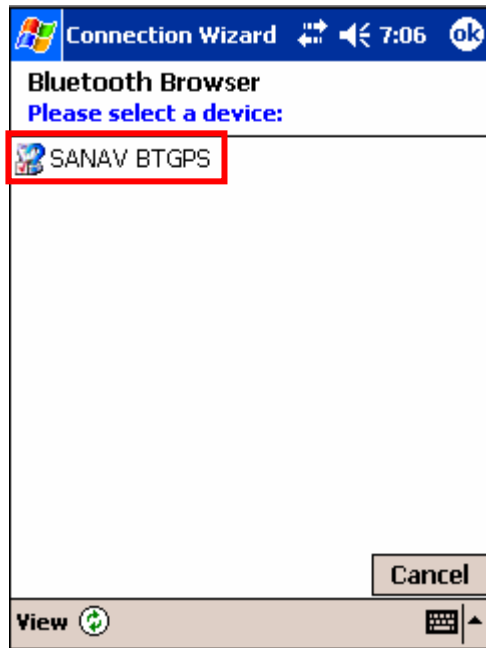 Connection Wizard 7:06 ok
Bluetooth Browser
Please select a device:
SANAV BTGPS
Cancel
View